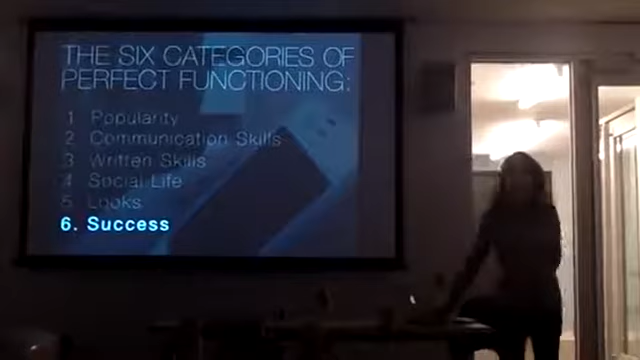 THE SIX CATEGORIES OF
PERFECT FUNCTIONING:
1 Popularity
2 Communication Skills
3 Written Skills
4 Social Life
5 Looks
6. Success